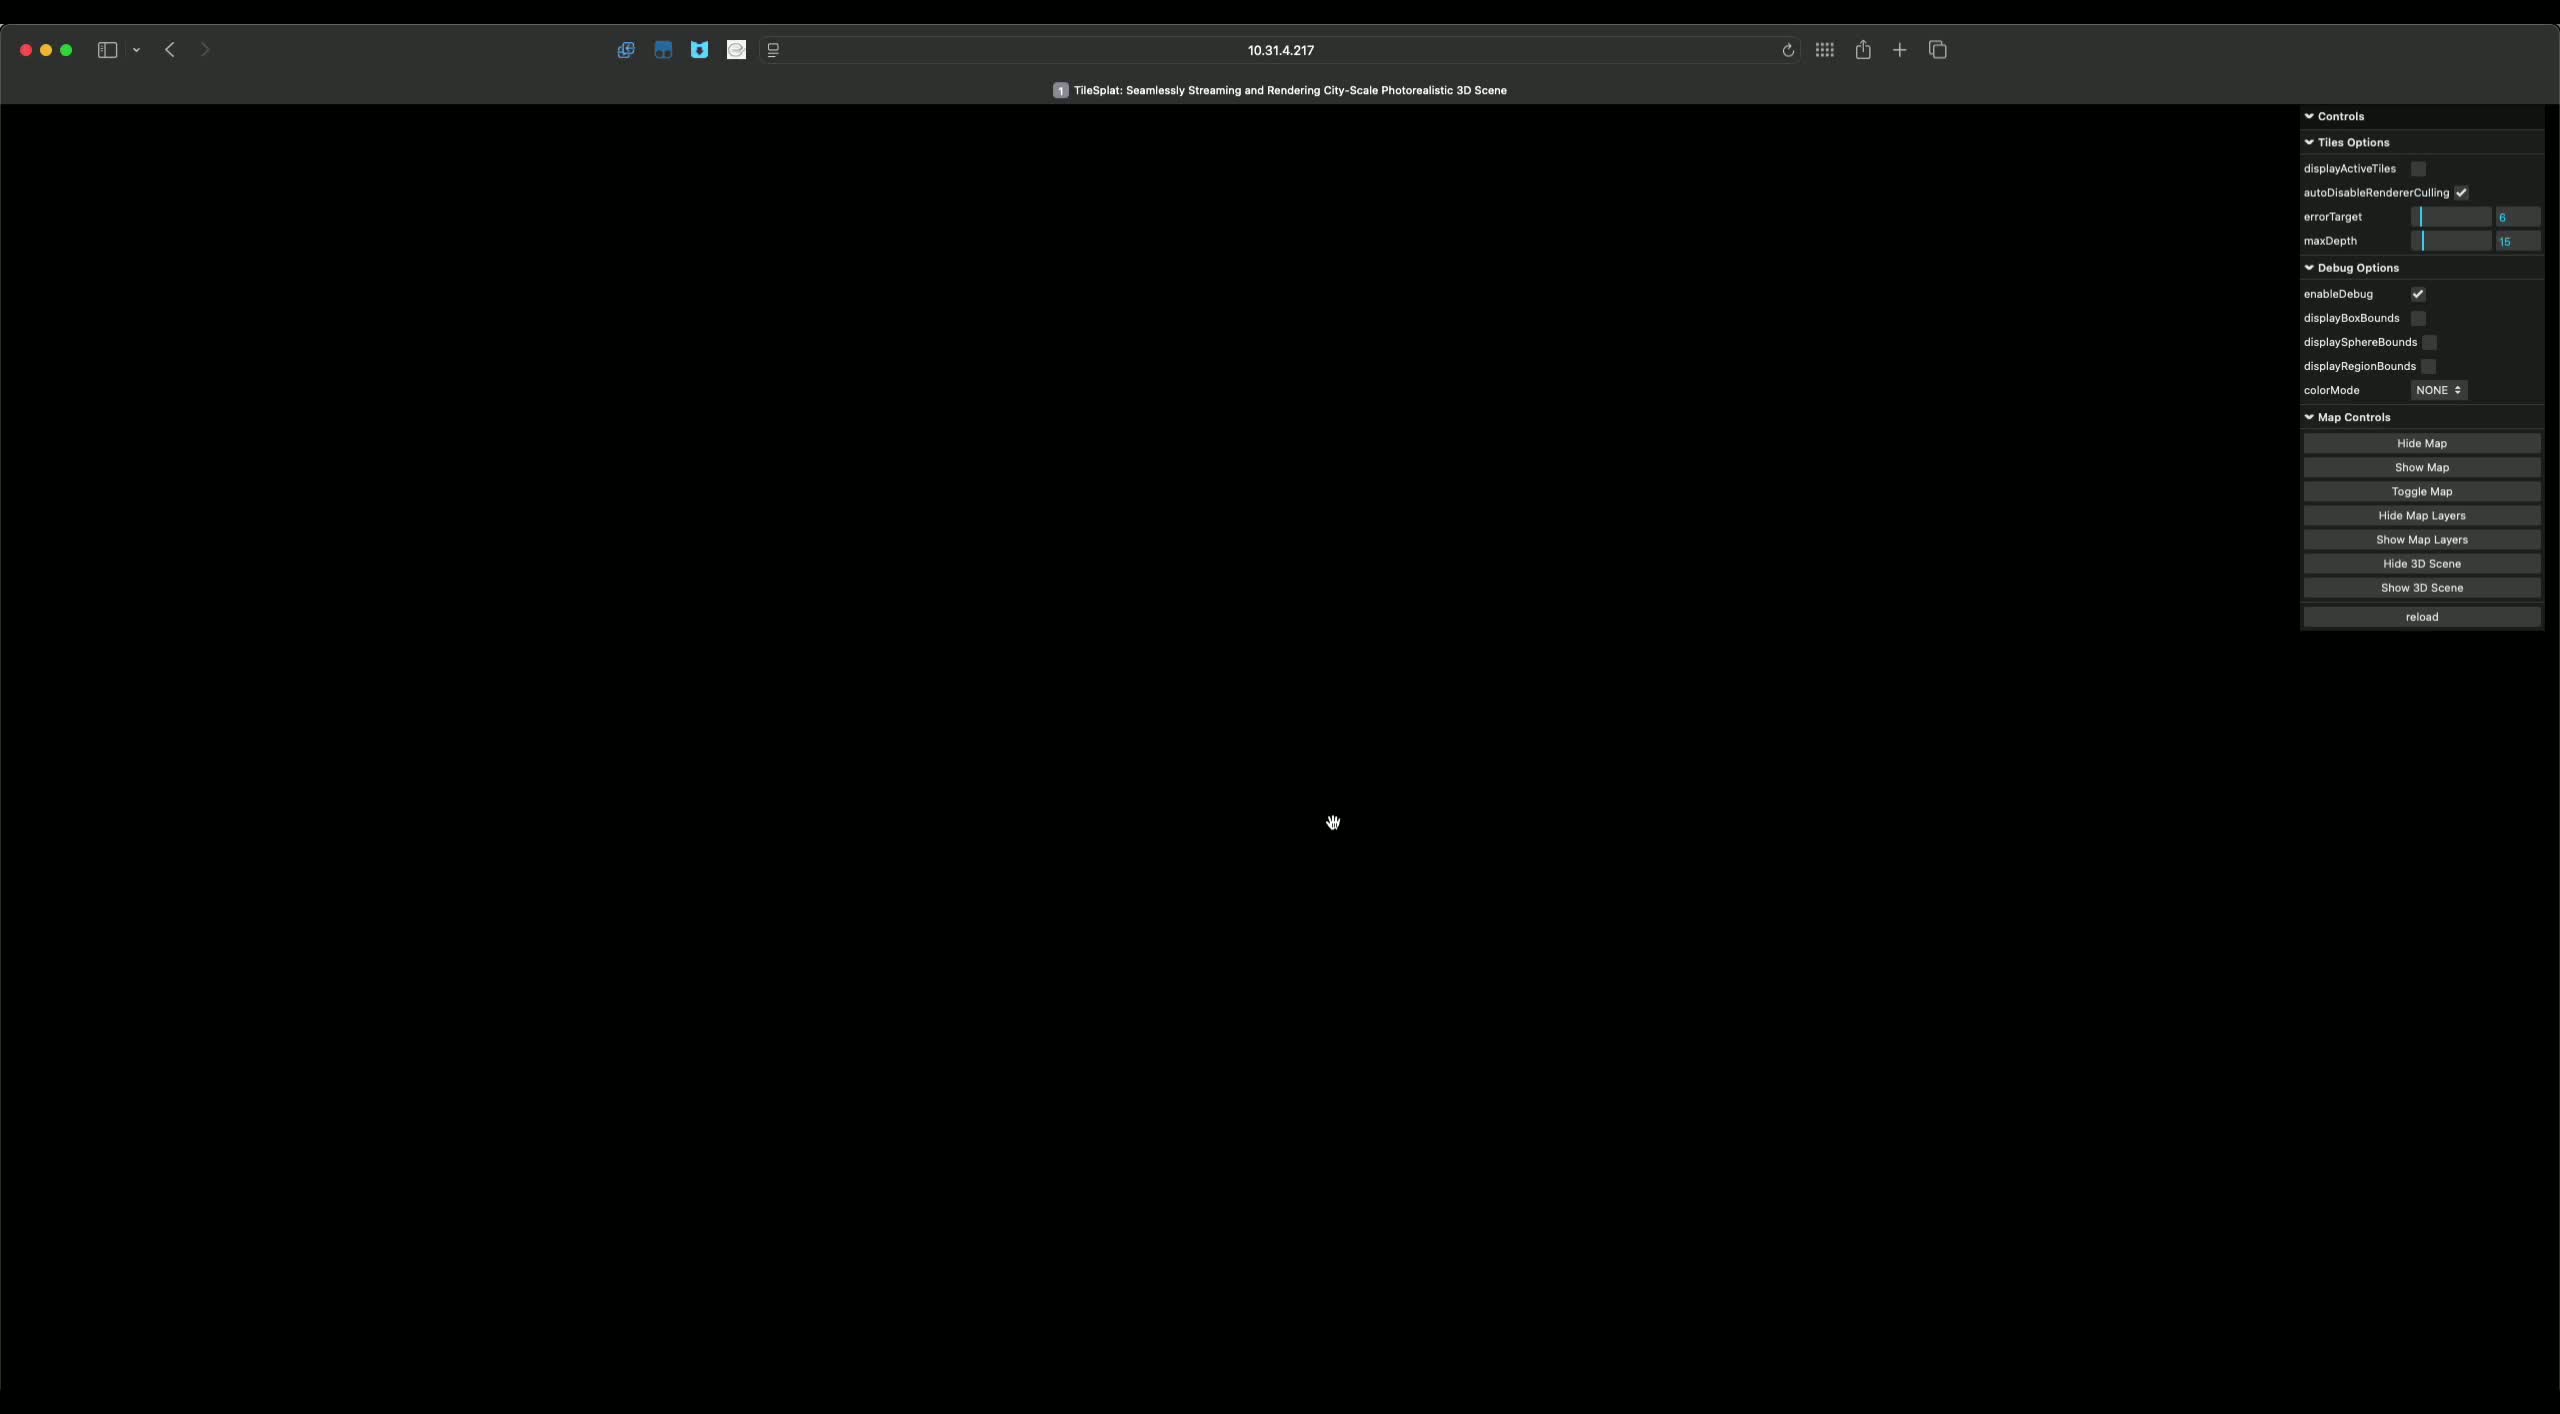 10.31.4.217
1 TileSplat: Seamlessly Streaming and Rendering City-Scale Photorealistic 3D Scene
Controls
Tiles Options
displayActiveTiles
autoDisableRendererCulling
errorTarget 6
maxDepth 15
Debug Options
enableDebug
displayBoxBounds
displaySphereBounds
displayRegionBounds
colorMode NONE
Map Controls
Hide Map
Show Map
Toggle Map
Hide Map Layers
Show Map Layers
Hide 3D Scene
Show 3D Scene
reload